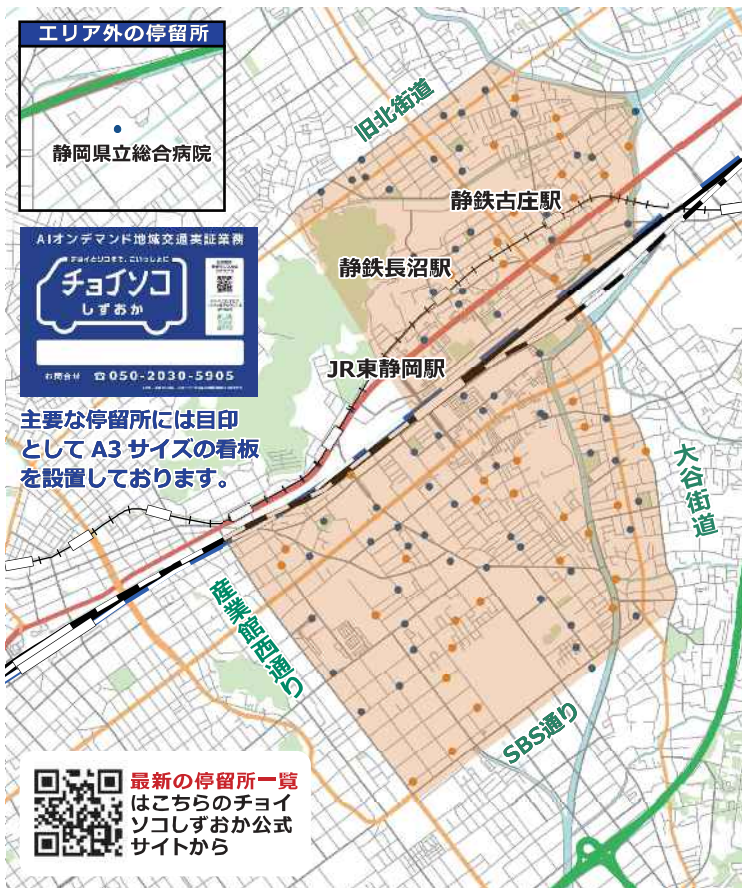 エリア外の停留所
静岡県立総合病院
旧北街道
静鉄古庄駅
静鉄長沼駅
JR東静岡駅
AIオンデマンド地域交通実証業務
チョイソコ
しずおか
お問合せ ☎050-2030-5905
主要な停留所には目印
として A3 サイズの看板
を設置しております。
大谷街道
産業館西通り
SBS通り
最新の停留所一覧
はこちらのチョイ
ソコしずおか公式
サイトから